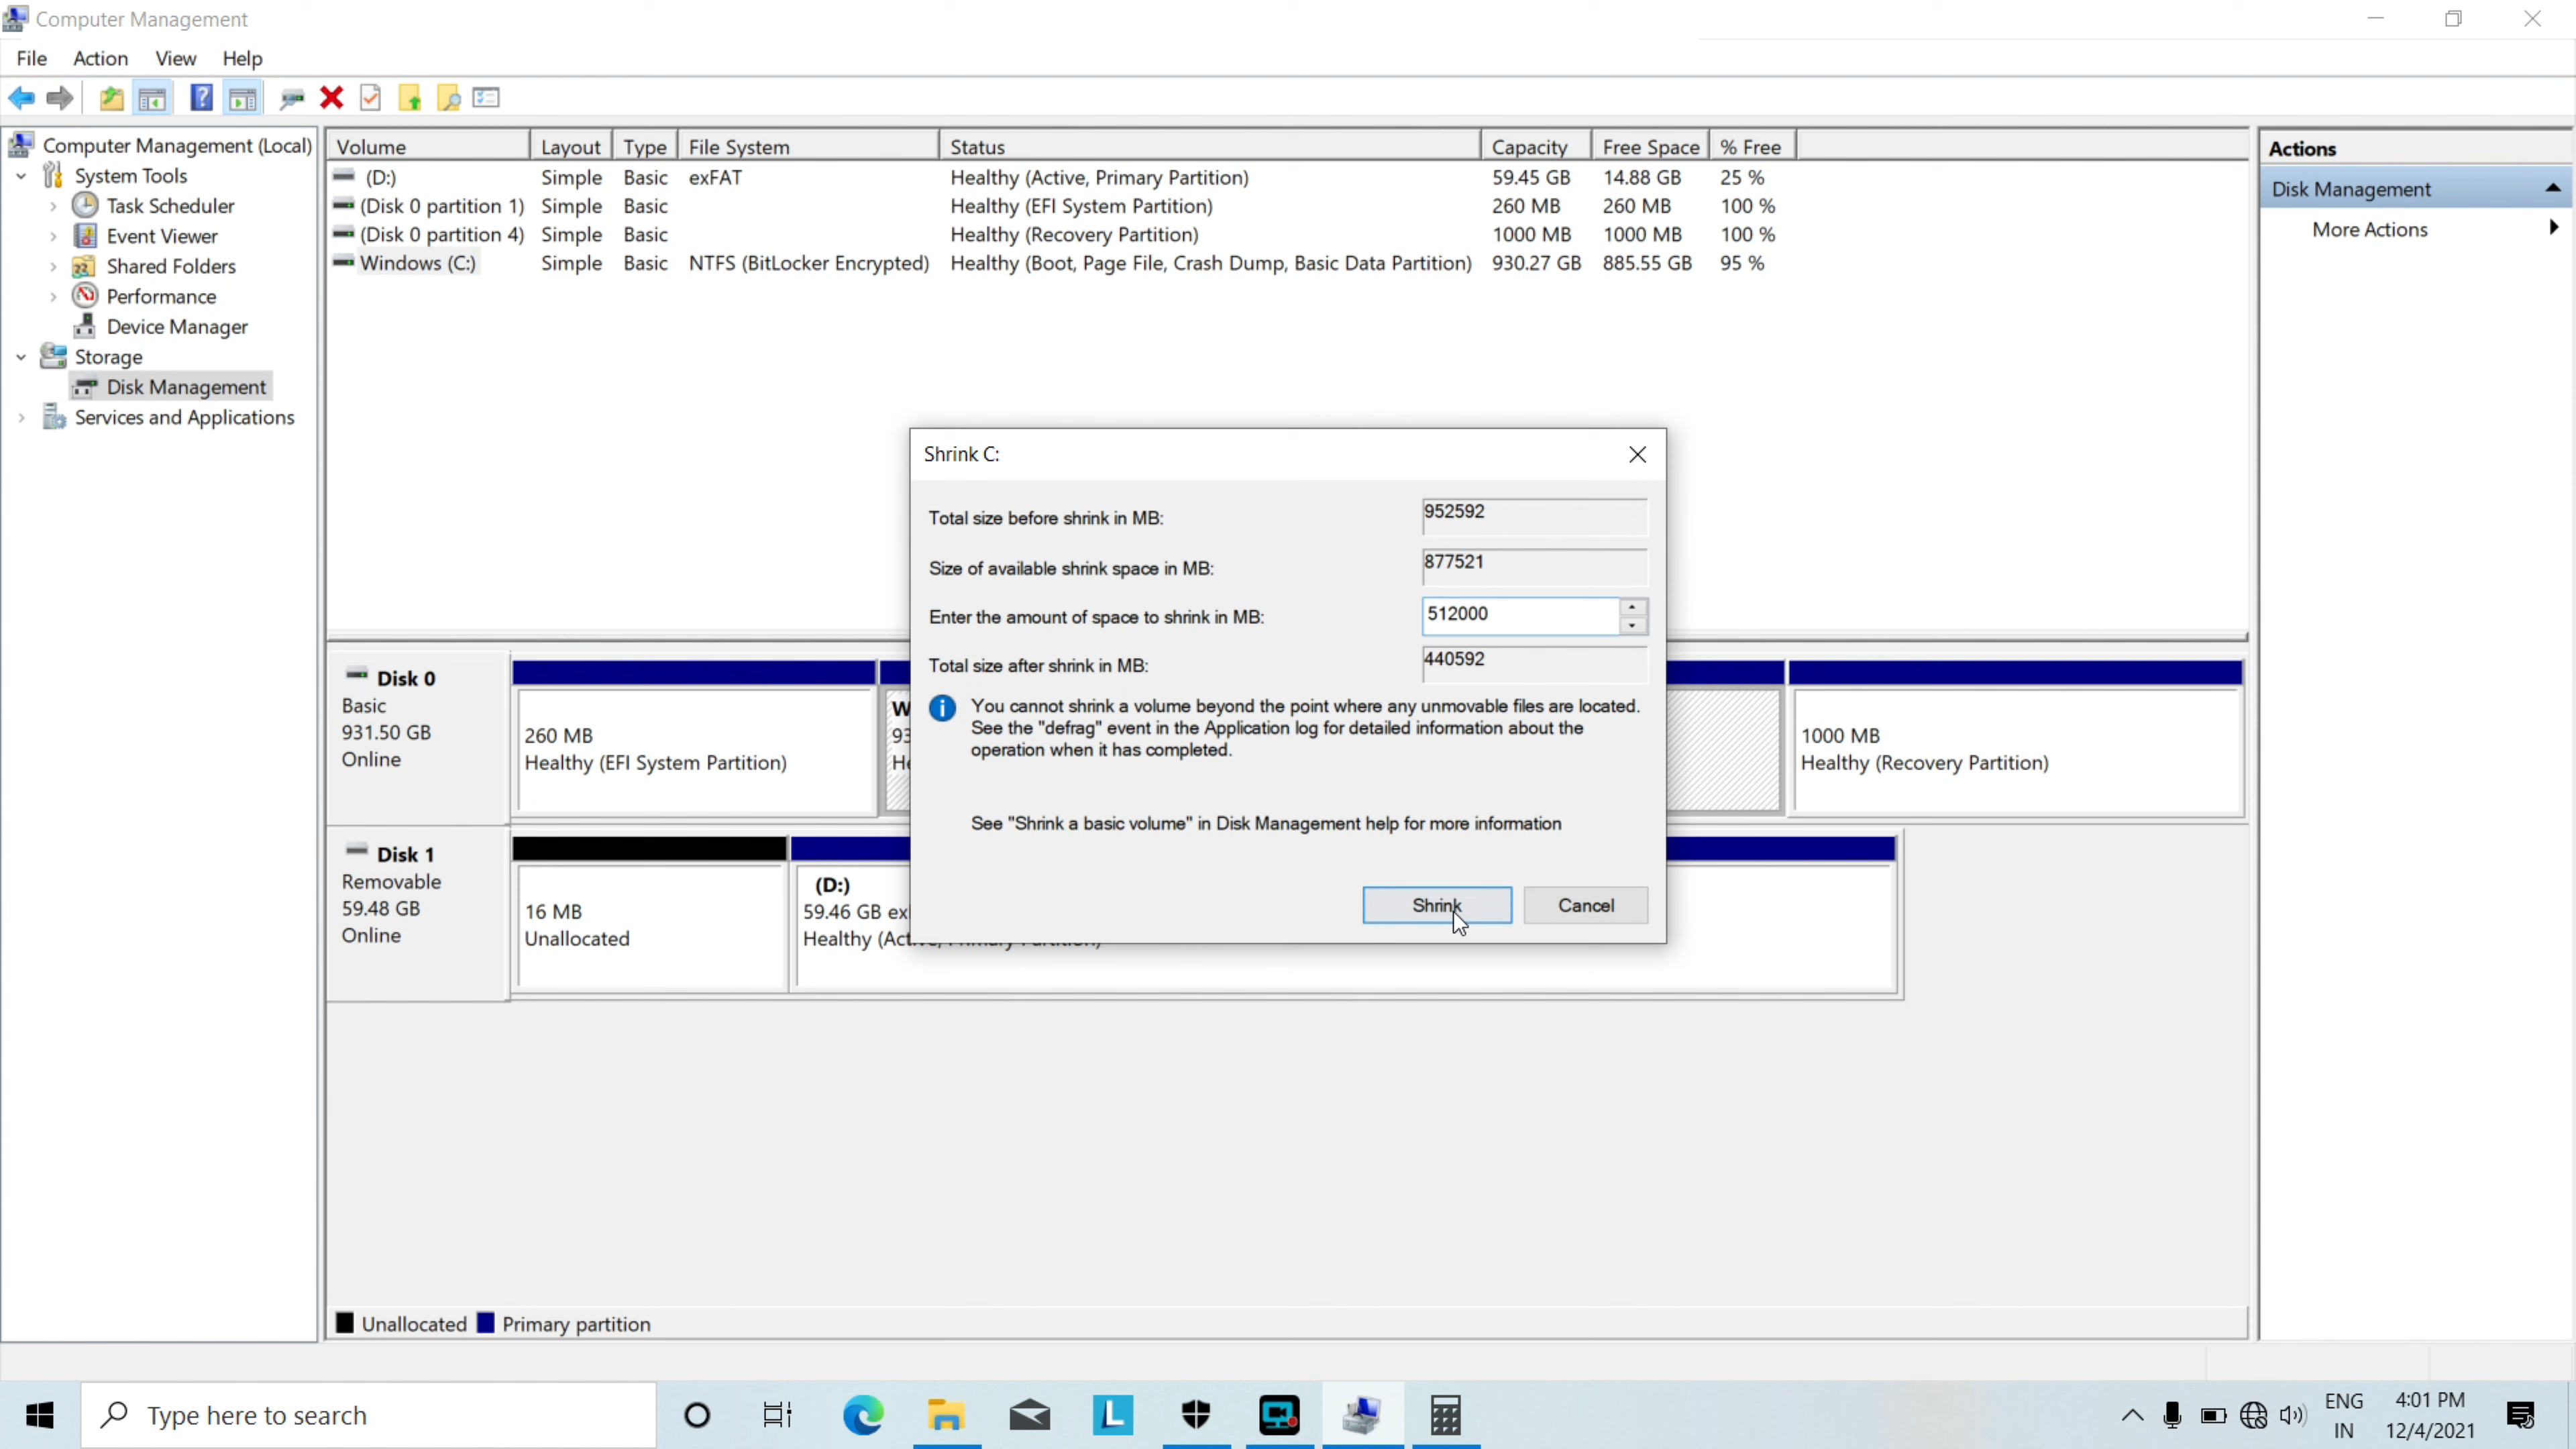 Computer Management
File Action View Help
Computer Management (Local)
System Tools
Task Scheduler
Event Viewer
Shared Folders
Performance
Device Manager
Storage
Disk Management
Services and Applications
Volume Layout Type File System Status Capacity Free Space % Free
(D:) Simple Basic exFAT Healthy (Active, Primary Partition) 59.45 GB 14.88 GB 25 %
(Disk 0 partition 1) Simple Basic Healthy (EFI System Partition) 260 MB 260 MB 100 %
(Disk 0 partition 4) Simple Basic Healthy (Recovery Partition) 1000 MB 1000 MB 100 %
Windows (C:) Simple Basic NTFS (BitLocker Encrypted) Healthy (Boot, Page File, Crash Dump, Basic Data Partition) 930.27 GB 885.55 GB 95 %
Actions
Disk Management
More Actions
Shrink C:
Total size before shrink in MB: 952592
Size of available shrink space in MB: 877521
Enter the amount of space to shrink in MB: 512000
Total size after shrink in MB: 440592
You cannot shrink a volume beyond the point where any unmovable files are located.
See the "defrag" event in the Application log for detailed information about the
operation when it has completed.
See "Shrink a basic volume" in Disk Management help for more information
Shrink Cancel
Disk 0
Basic
931.50 GB
Online
260 MB
Healthy (EFI System Partition)
W
93
He
1000 MB
Healthy (Recovery Partition)
Disk 1
Removable
59.48 GB
Online
16 MB
Unallocated
(D:)
59.46 GB ex
Healthy (Act
Unallocated Primary partition
Type here to search
L
ENG
IN
4:01 PM
12/4/2021